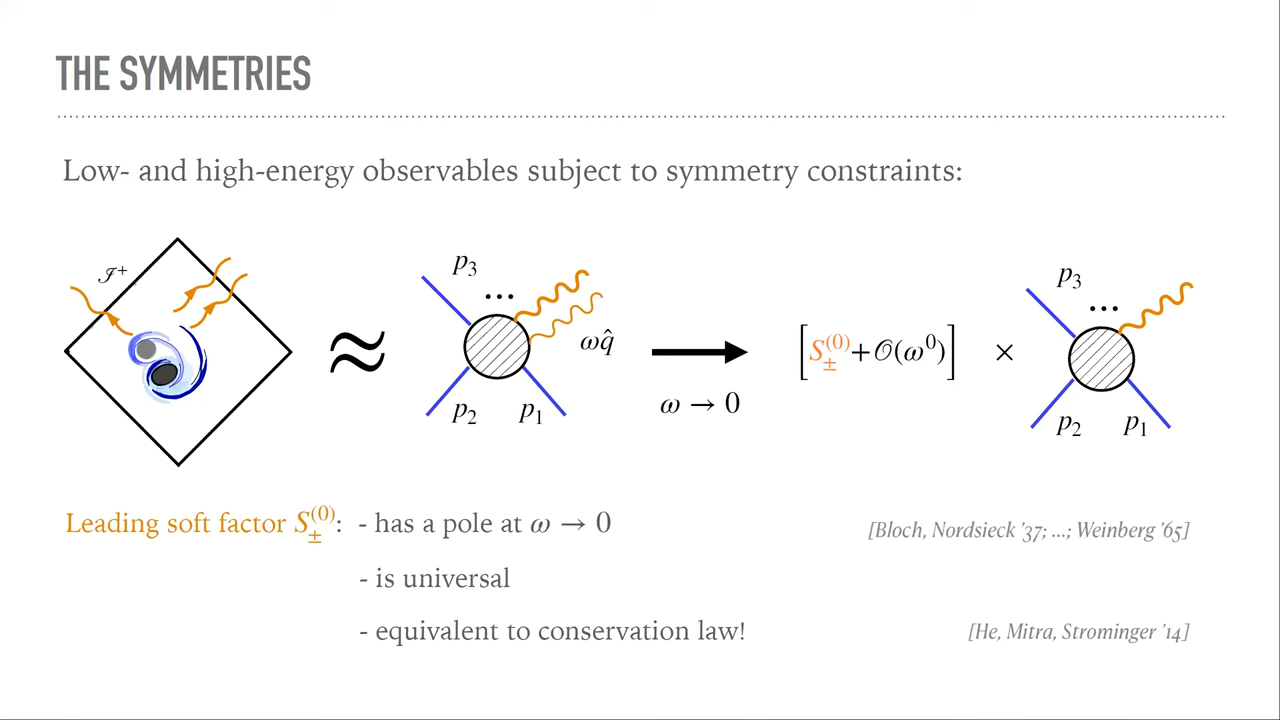 THE SYMMETRIES
Low- and high-energy observables subject to symmetry constraints:
𝒥⁺
p₃
...
ωq̂
p₂ p₁
≈
ω → 0
[S±⁽⁰⁾+𝒪(ω⁰)] ×
p₃
...
p₂ p₁
Leading soft factor S±⁽⁰⁾: - has a pole at ω → 0
[Bloch, Nordsieck '37; ...; Weinberg '65]
- is universal
- equivalent to conservation law!
[He, Mitra, Strominger '14]